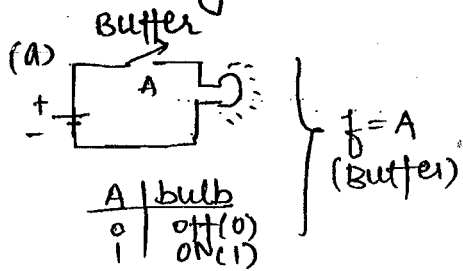 Buffer
(a)
A
+
-
f = A
(Buffer)
A | bulb
0 | off(0)
1 | ON(1)